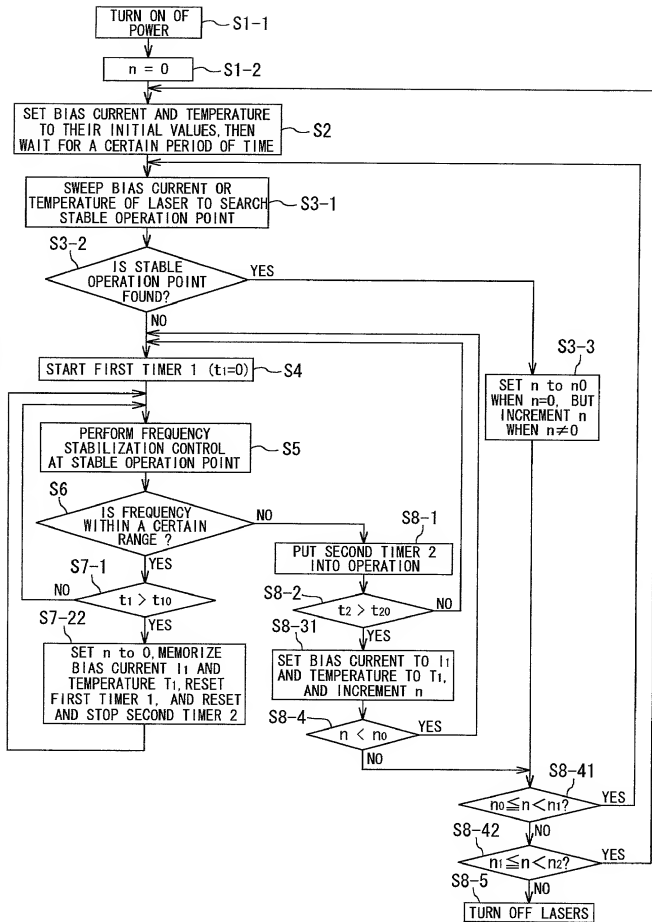 TURN ON OF
POWER
S1-1
n = 0
S1-2
SET BIAS CURRENT AND TEMPERATURE
TO THEIR INITIAL VALUES, THEN
WAIT FOR A CERTAIN PERIOD OF TIME
S2
SWEEP BIAS CURRENT OR
TEMPERATURE OF LASER TO SEARCH
STABLE OPERATION POINT
S3-1
S3-2
IS STABLE
OPERATION POINT
FOUND?
YES
NO
START FIRST TIMER 1 (t1=0)
S4
S3-3
SET n to n0
WHEN n=0, BUT
INCREMENT n
WHEN n≠0
PERFORM FREQUENCY
STABILIZATION CONTROL
AT STABLE OPERATION POINT
S5
S6
IS FREQUENCY
WITHIN A CERTAIN
RANGE ?
NO
YES
S8-1
PUT SECOND TIMER 2
INTO OPERATION
S7-1
NO
t1 > t10
YES
S8-2
t2 > t20
NO
YES
S7-22
SET n to 0, MEMORIZE
BIAS CURRENT I1 AND
TEMPERATURE T1, RESET
FIRST TIMER 1, AND RESET
AND STOP SECOND TIMER 2
S8-31
SET BIAS CURRENT TO I1
AND TEMPERATURE TO T1,
AND INCREMENT n
S8-4
n < n0
YES
NO
S8-41
n0≦n<n1?
YES
NO
S8-42
n1≦n<n2?
YES
NO
S8-5
TURN OFF LASERS